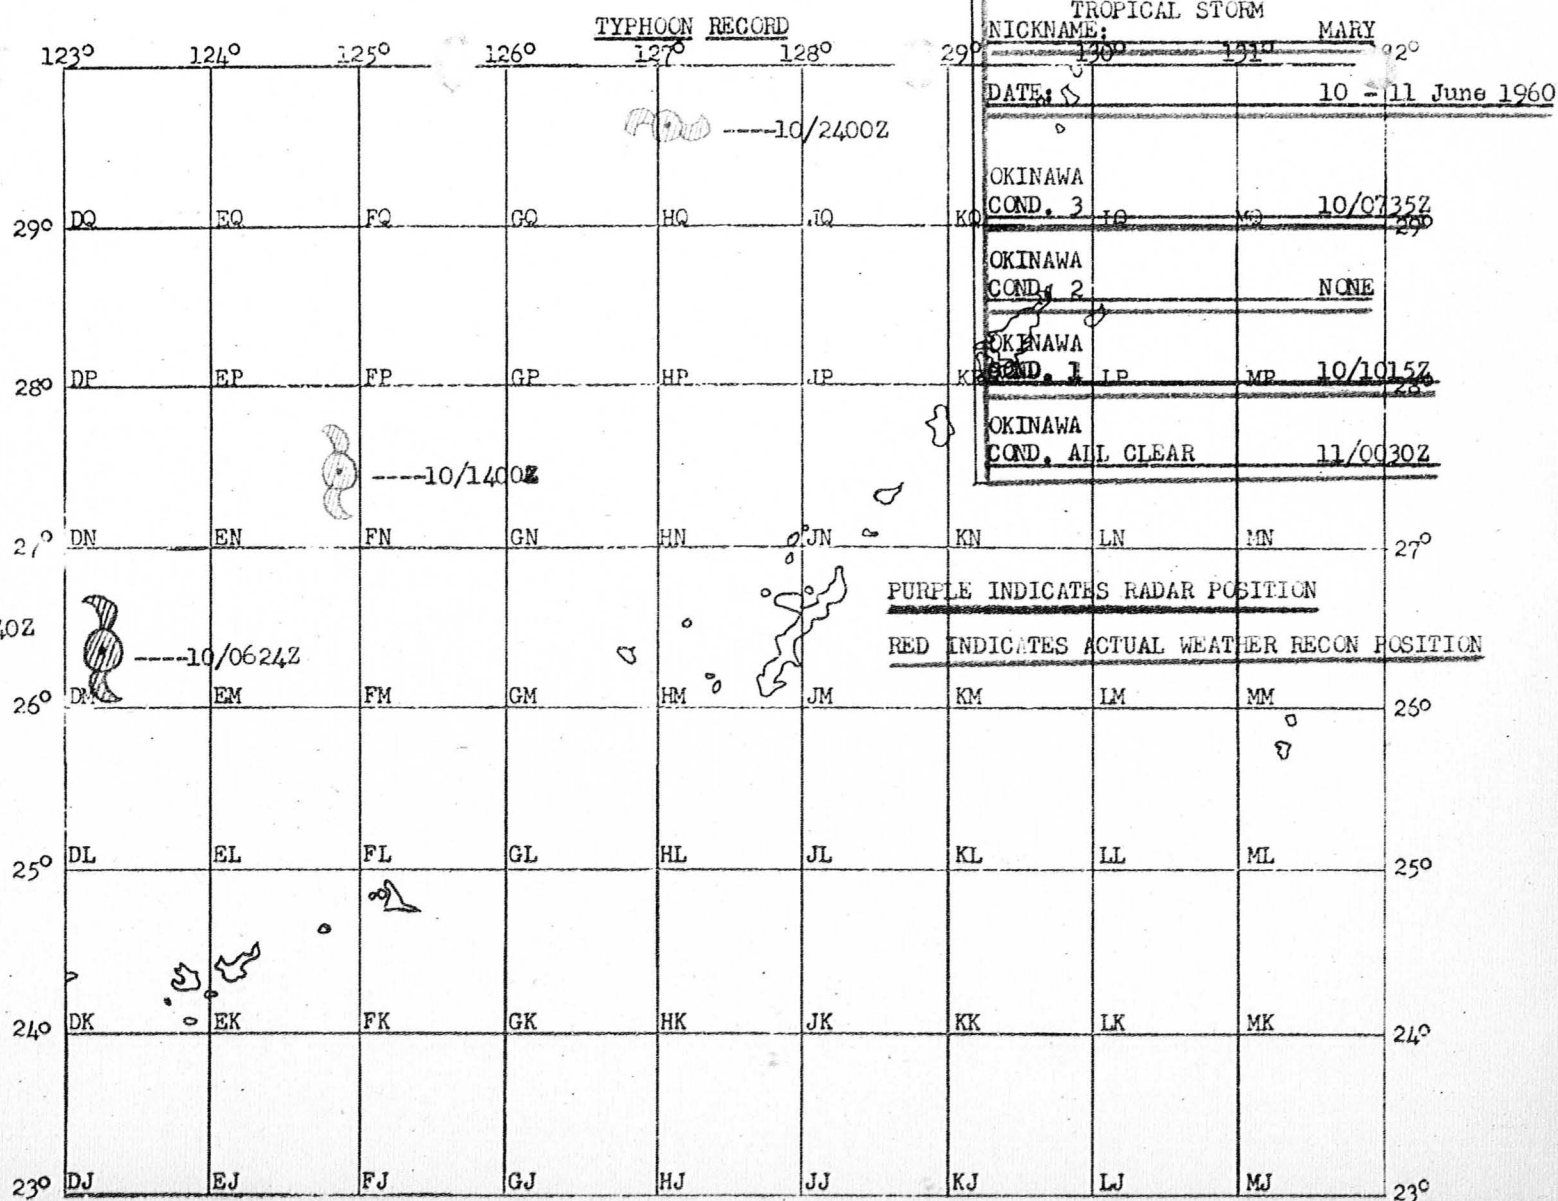 TYPHOON RECORD
TROPICAL STORM
NICKNAME: MARY
123° 124° 125° 126° 127° 128° 29° 130° 131° 32°
DATE: 10 - 11 June 1960
----10/2400Z
OKINAWA
COND. 3 10/0735Z
29° DQ EQ FQ GQ HQ JQ KQ LQ MQ 29°
OKINAWA
COND. 2 NONE
OKINAWA
COND. 1 10/1015Z
28° DP EP FP GP HP JP LP MP 28°
OKINAWA
COND. ALL CLEAR 11/0030Z
----10/1400Z
27° DN EN FN GN HN JN KN LN MN 27°
PURPLE INDICATES RADAR POSITION
40Z
RED INDICATES ACTUAL WEATHER RECON POSITION
----10/0624Z
26° DM EM FM GM HM JM KM LM MM 26°
25° DL EL FL GL HL JL KL LL ML 25°
24° DK EK FK GK HK JK KK LK MK 24°
23° DJ EJ FJ GJ HJ JJ KJ LJ MJ 23°